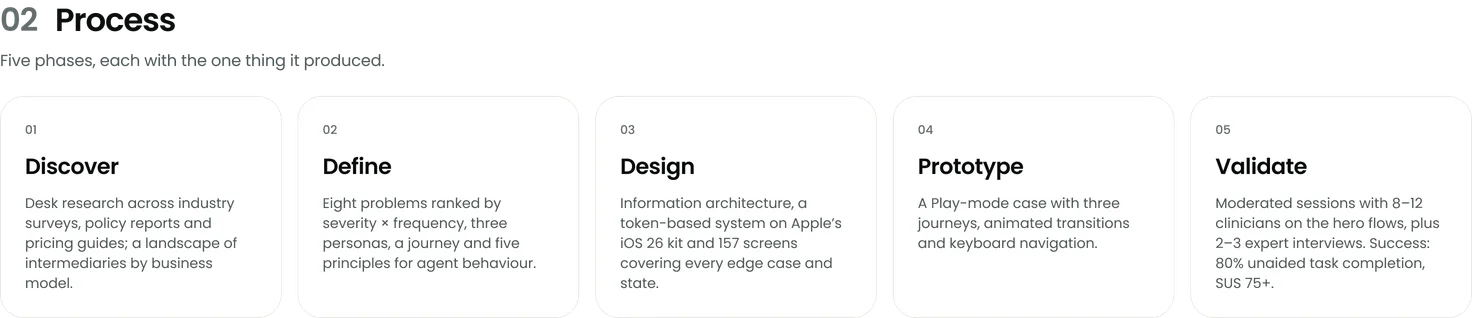 02 Process
Five phases, each with the one thing it produced.
01
Discover
Desk research across industry
surveys, policy reports and
pricing guides; a landscape of
intermediaries by business
model.
02
Define
Eight problems ranked by
severity × frequency, three
personas, a journey and five
principles for agent behaviour.
03
Design
Information architecture, a
token-based system on Apple’s
iOS 26 kit and 157 screens
covering every edge case and
state.
04
Prototype
A Play-mode case with three
journeys, animated transitions
and keyboard navigation.
05
Validate
Moderated sessions with 8–12
clinicians on the hero flows, plus
2–3 expert interviews. Success:
80% unaided task completion,
SUS 75+.